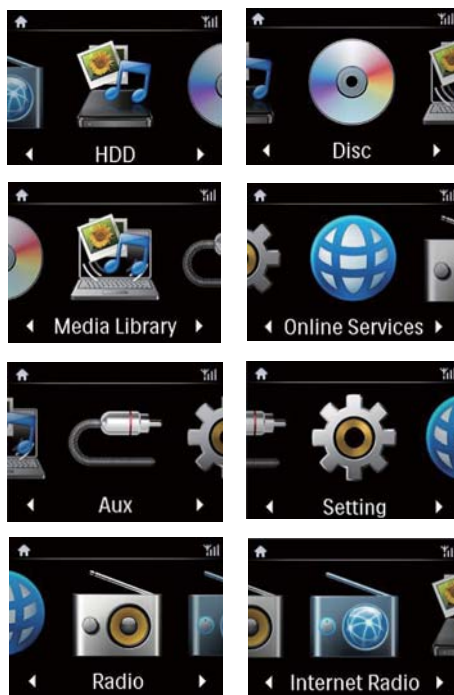 HDD
Disc
Media Library
Online Services
Aux
Setting
Radio
Internet Radio